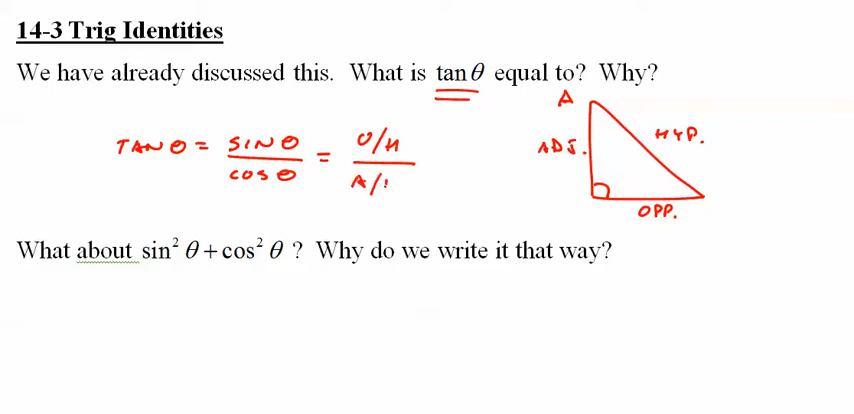 14-3 Trig Identities
We have already discussed this. What is tan θ equal to? Why?
A
TAN θ = SIN θ / COS θ = O/H / A/
ADJ.
HYP.
OPP.
What about sin² θ + cos² θ ? Why do we write it that way?